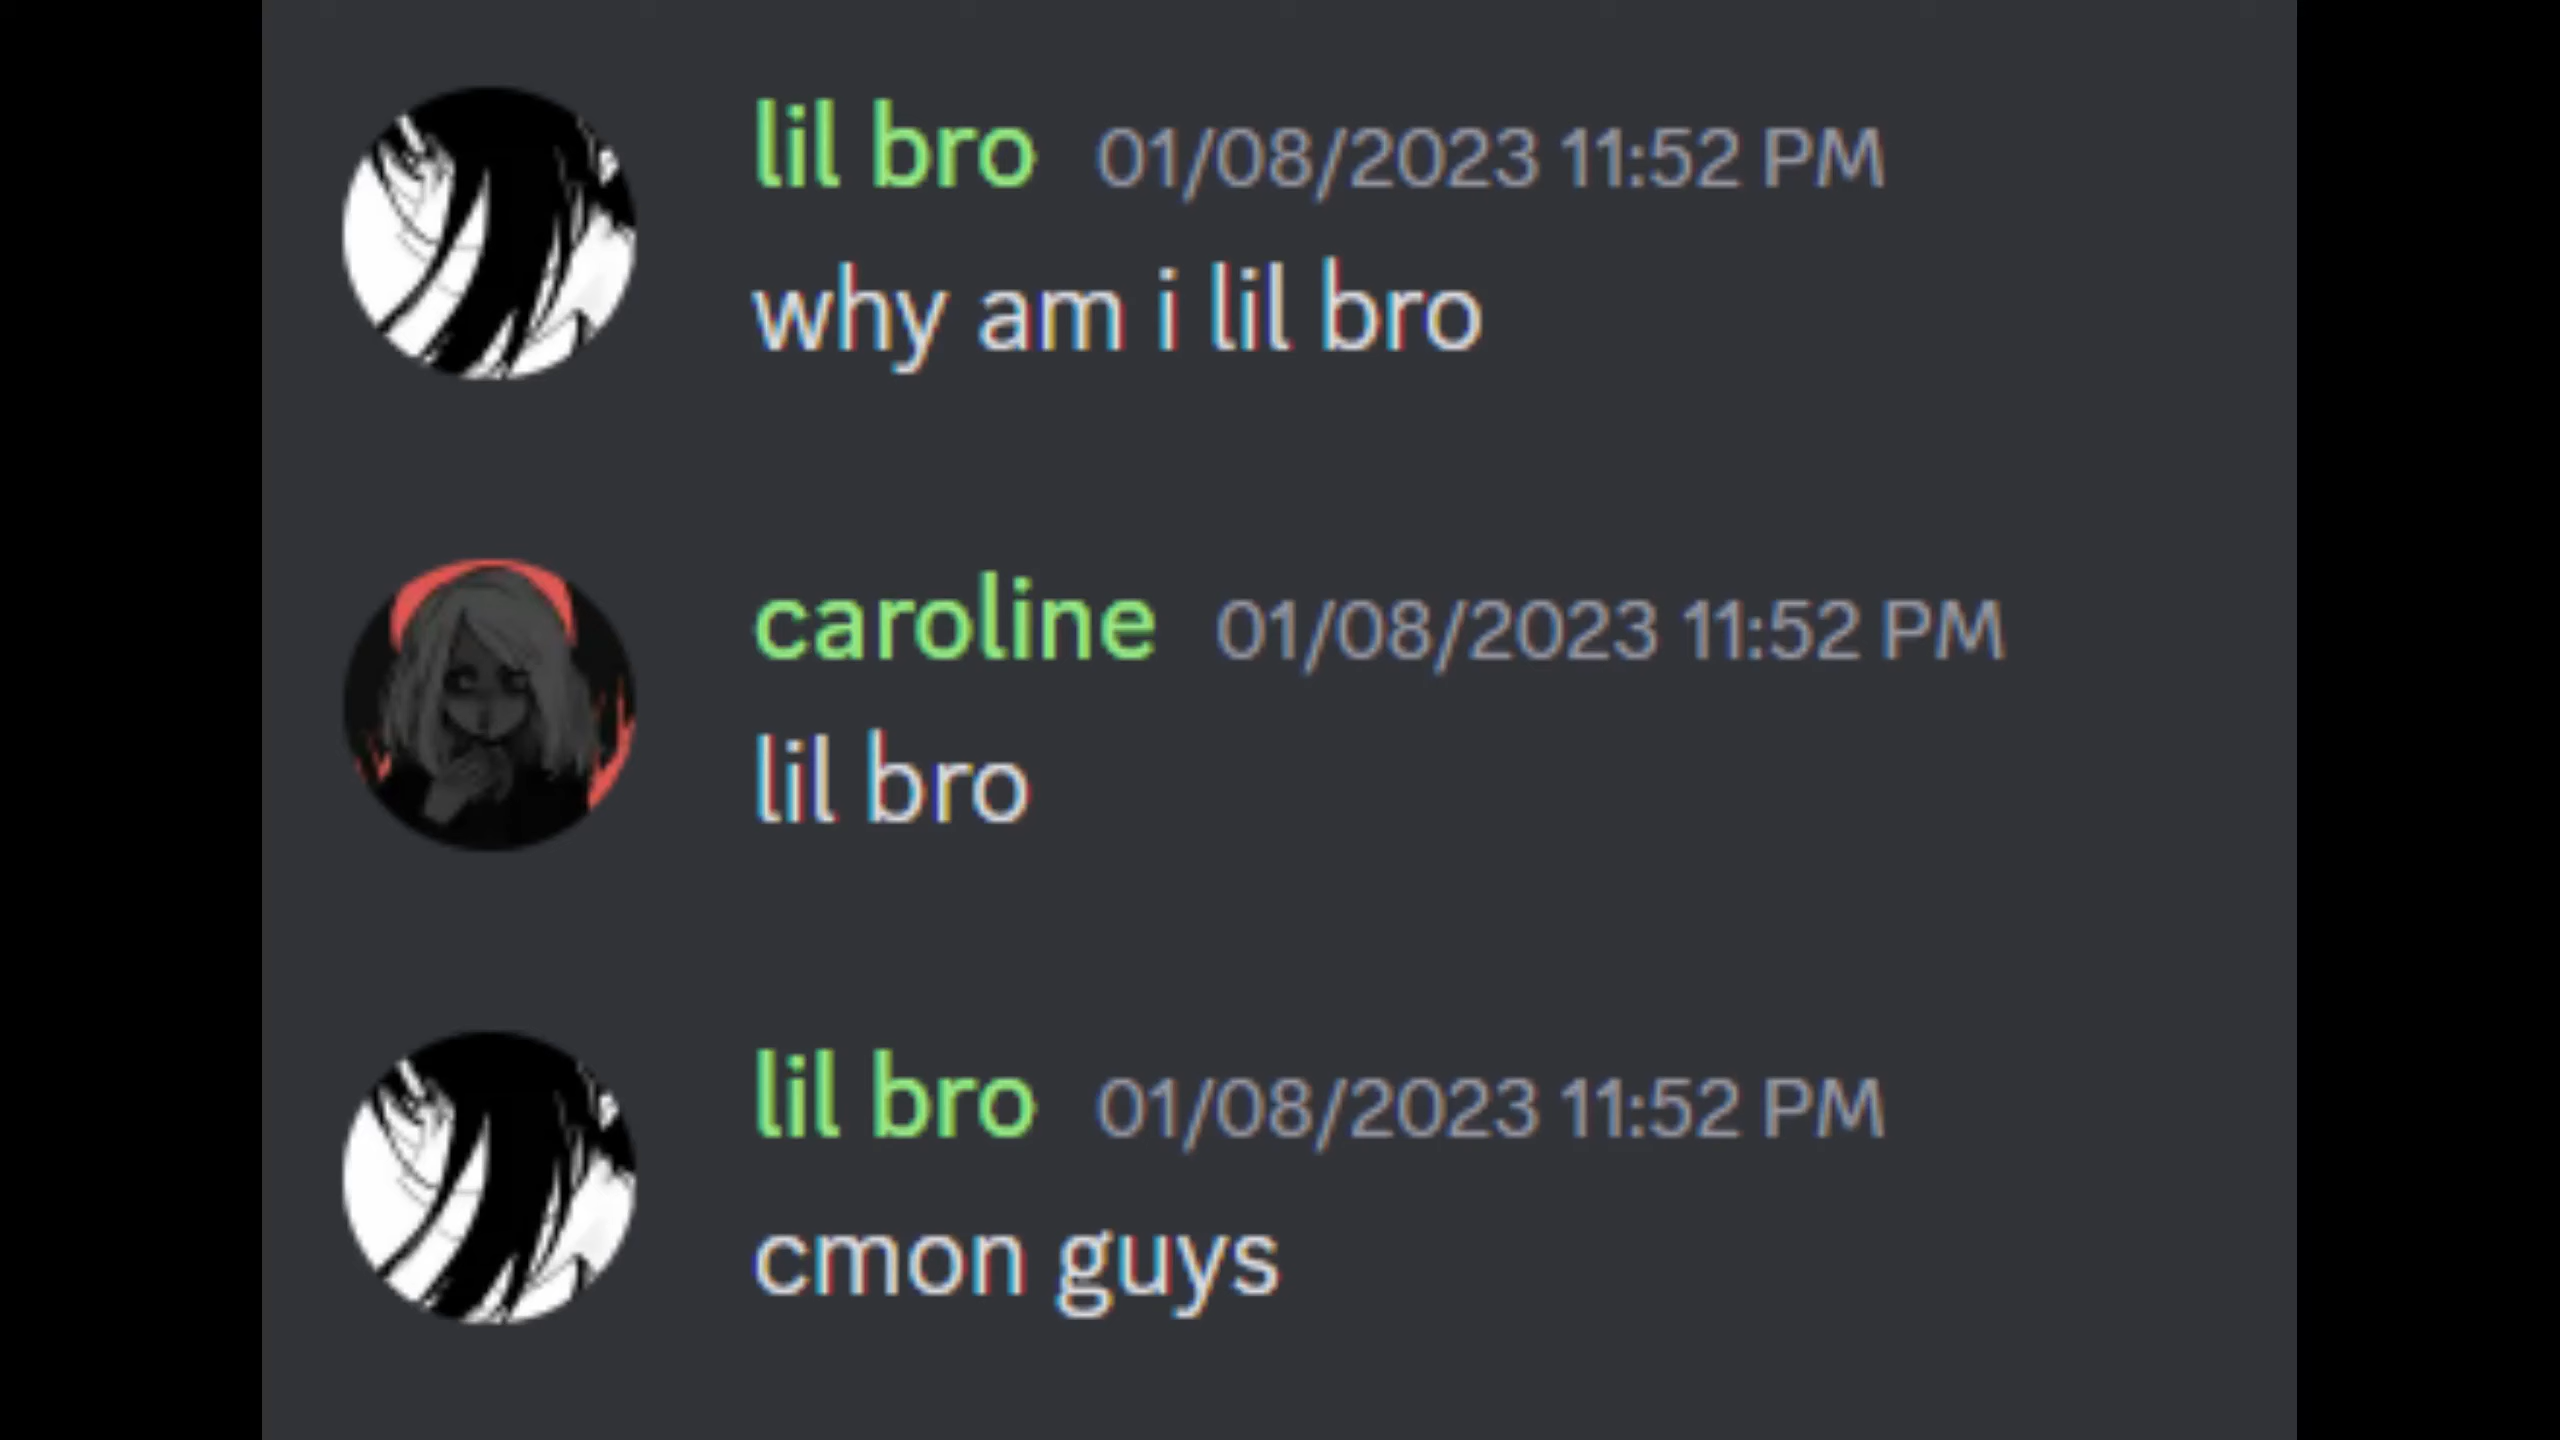 lil bro 01/08/2023 11:52 PM
why am i lil bro
caroline 01/08/2023 11:52 PM
lil bro
lil bro 01/08/2023 11:52 PM
cmon guys